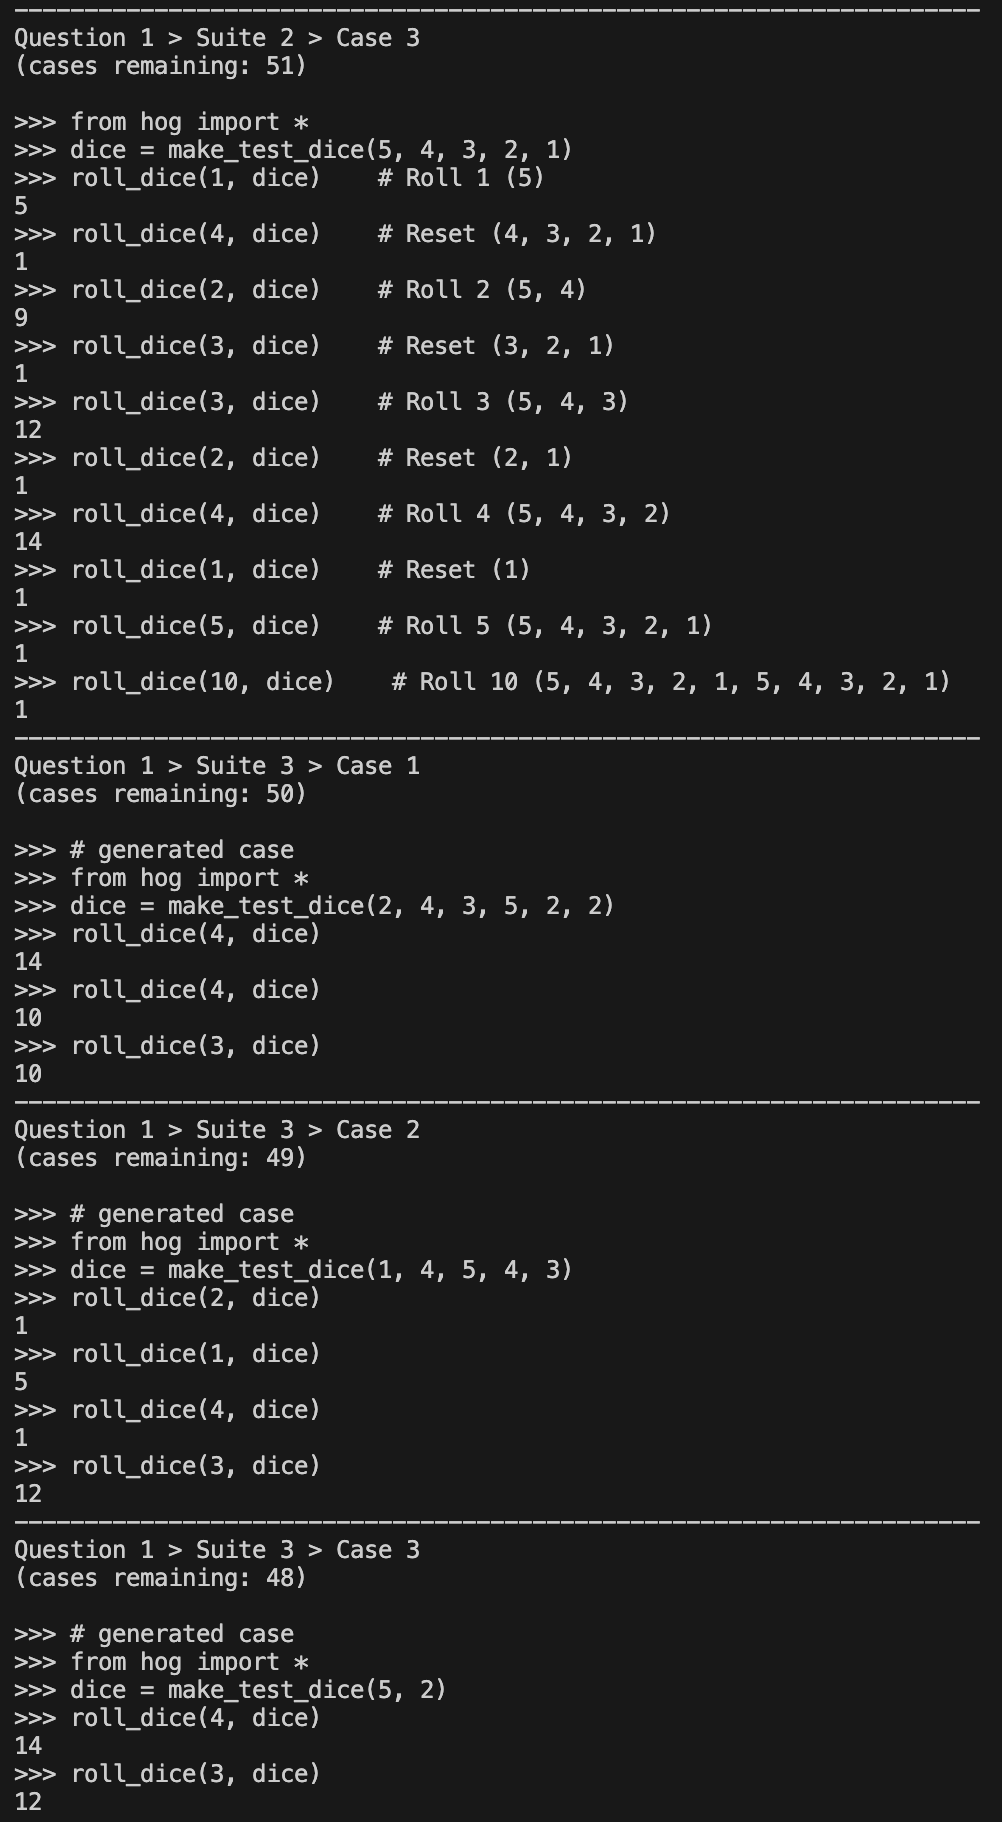 ---------------------------------------------------------------------
Question 1 > Suite 2 > Case 3
(cases remaining: 51)
>>> from hog import *
>>> dice = make_test_dice(5, 4, 3, 2, 1)
>>> roll_dice(1, dice)    # Roll 1 (5)
5
>>> roll_dice(4, dice)    # Reset (4, 3, 2, 1)
1
>>> roll_dice(2, dice)    # Roll 2 (5, 4)
9
>>> roll_dice(3, dice)    # Reset (3, 2, 1)
1
>>> roll_dice(3, dice)    # Roll 3 (5, 4, 3)
12
>>> roll_dice(2, dice)    # Reset (2, 1)
1
>>> roll_dice(4, dice)    # Roll 4 (5, 4, 3, 2)
14
>>> roll_dice(1, dice)    # Reset (1)
1
>>> roll_dice(5, dice)    # Roll 5 (5, 4, 3, 2, 1)
1
>>> roll_dice(10, dice)    # Roll 10 (5, 4, 3, 2, 1, 5, 4, 3, 2, 1)
1
---------------------------------------------------------------------
Question 1 > Suite 3 > Case 1
(cases remaining: 50)
>>> # generated case
>>> from hog import *
>>> dice = make_test_dice(2, 4, 3, 5, 2, 2)
>>> roll_dice(4, dice)
14
>>> roll_dice(4, dice)
10
>>> roll_dice(3, dice)
10
---------------------------------------------------------------------
Question 1 > Suite 3 > Case 2
(cases remaining: 49)
>>> # generated case
>>> from hog import *
>>> dice = make_test_dice(1, 4, 5, 4, 3)
>>> roll_dice(2, dice)
1
>>> roll_dice(1, dice)
5
>>> roll_dice(4, dice)
1
>>> roll_dice(3, dice)
12
---------------------------------------------------------------------
Question 1 > Suite 3 > Case 3
(cases remaining: 48)
>>> # generated case
>>> from hog import *
>>> dice = make_test_dice(5, 2)
>>> roll_dice(4, dice)
14
>>> roll_dice(3, dice)
12